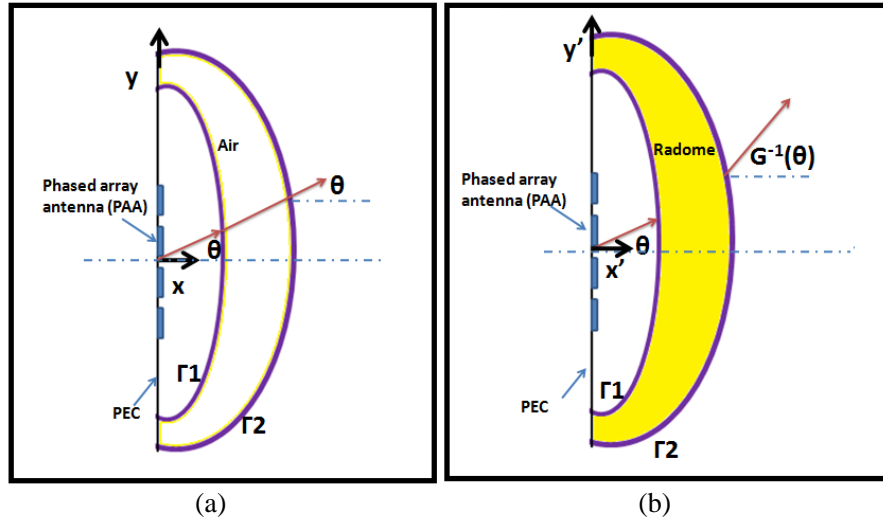 y
Air
θ
Phased array
antenna (PAA)
θ
x
Γ1
PEC
Γ2
(a)
y’
Radome
G⁻¹(θ)
Phased array
antenna (PAA)
θ
x’
Γ1
PEC
Γ2
(b)